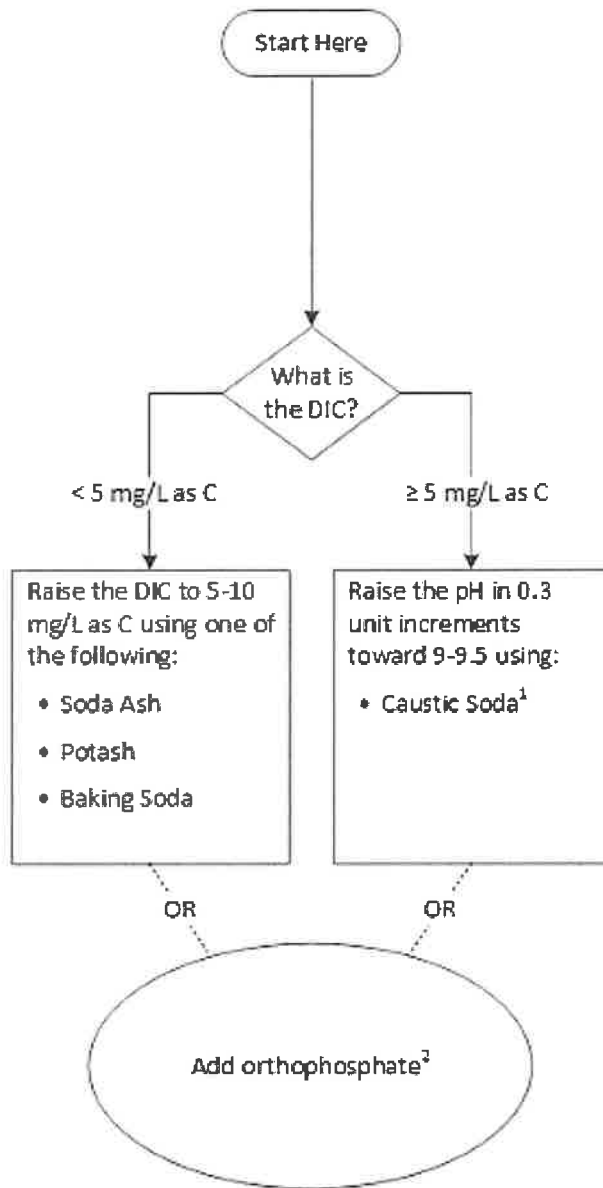 Start Here
What is
the DIC?
< 5 mg/L as C
≥ 5 mg/L as C
Raise the DIC to 5-10
mg/L as C using one of
the following:
• Soda Ash
• Potash
• Baking Soda
Raise the pH in 0.3
unit increments
toward 9-9.5 using:
• Caustic Soda¹
OR
OR
Add orthophosphate²